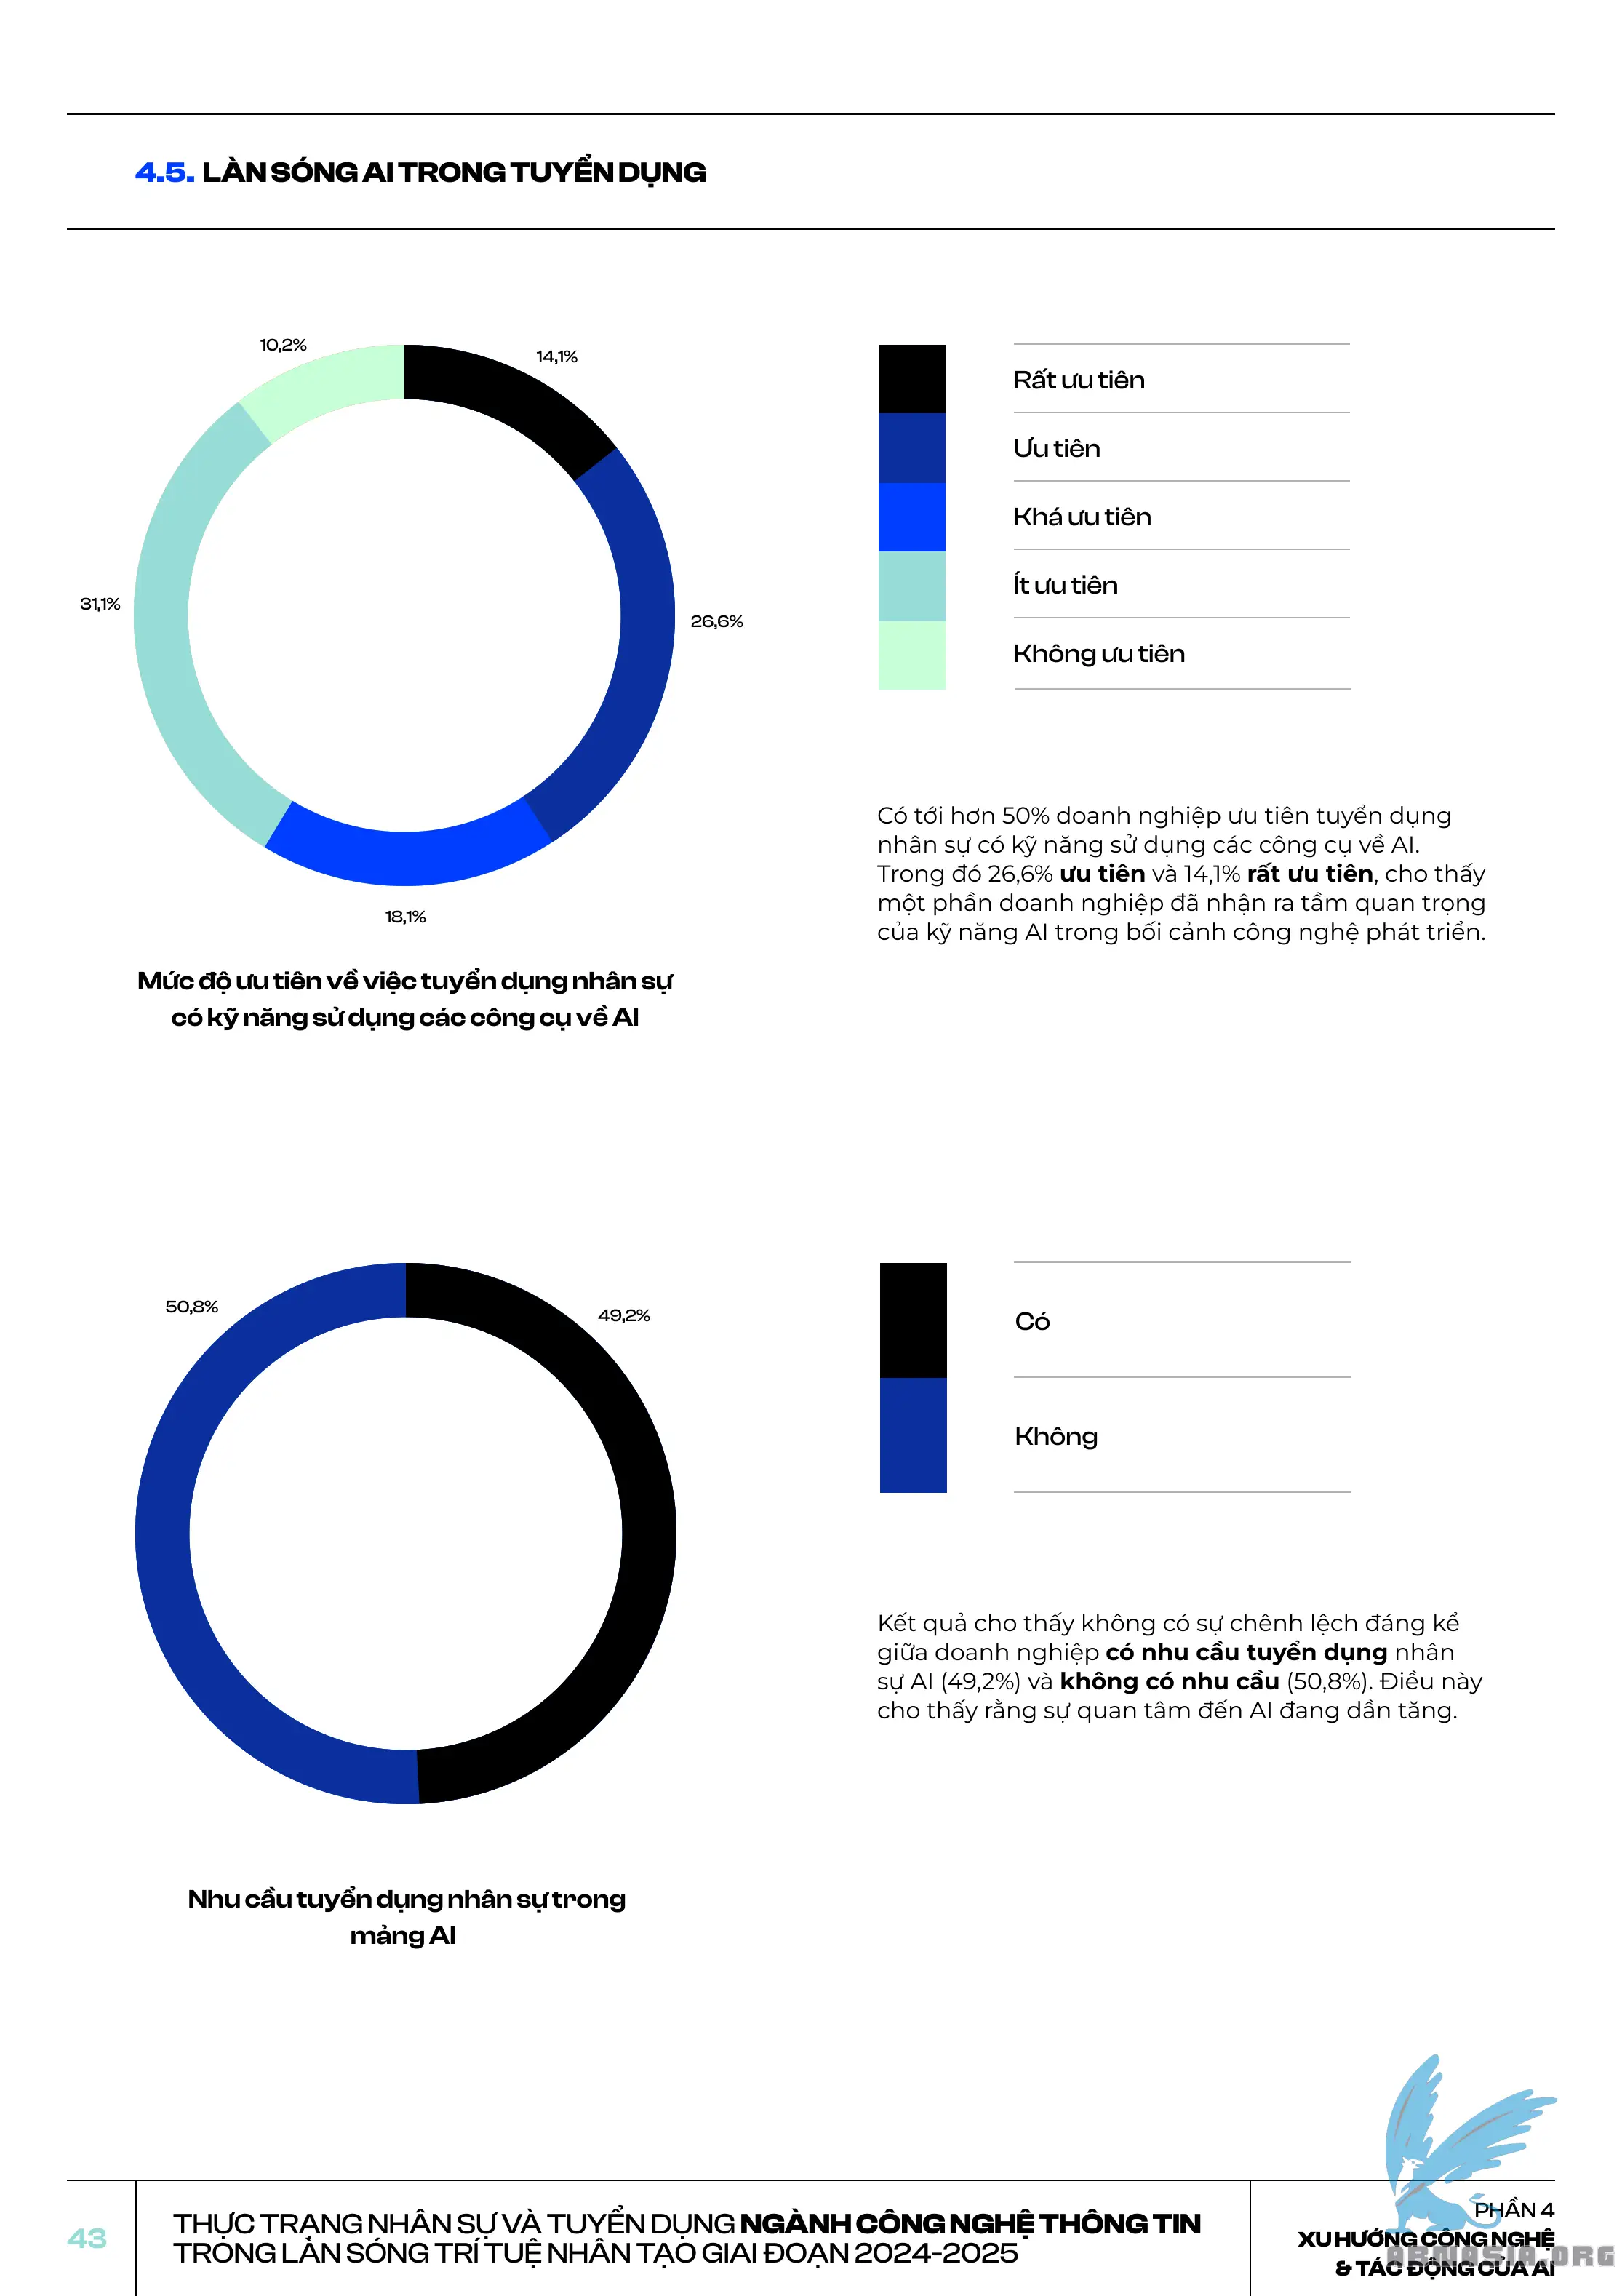 4.5. LÀN SÓNG AI TRONG TUYỂN DỤNG
10,2%
14,1%
31,1%
26,6%
18,1%
Mức độ ưu tiên về việc tuyển dụng nhân sự
có kỹ năng sử dụng các công cụ về AI
Rất ưu tiên
Ưu tiên
Khá ưu tiên
Ít ưu tiên
Không ưu tiên
Có tới hơn 50% doanh nghiệp ưu tiên tuyển dụng
nhân sự có kỹ năng sử dụng các công cụ về AI.
Trong đó 26,6% ưu tiên và 14,1% rất ưu tiên, cho thấy
một phần doanh nghiệp đã nhận ra tầm quan trọng
của kỹ năng AI trong bối cảnh công nghệ phát triển.
50,8%
49,2%
Nhu cầu tuyển dụng nhân sự trong
mảng AI
Có
Không
Kết quả cho thấy không có sự chênh lệch đáng kể
giữa doanh nghiệp có nhu cầu tuyển dụng nhân
sự AI (49,2%) và không có nhu cầu (50,8%). Điều này
cho thấy rằng sự quan tâm đến AI đang dần tăng.
43
THỰC TRẠNG NHÂN SỰ VÀ TUYỂN DỤNG NGÀNH CÔNG NGHỆ THÔNG TIN
TRONG LÀN SÓNG TRÍ TUỆ NHÂN TẠO GIAI ĐOẠN 2024-2025
PHẦN 4
XU HƯỚNG CÔNG NGHỆ
& TÁC ĐỘNG CỦA AI
ARMASIA.ORG